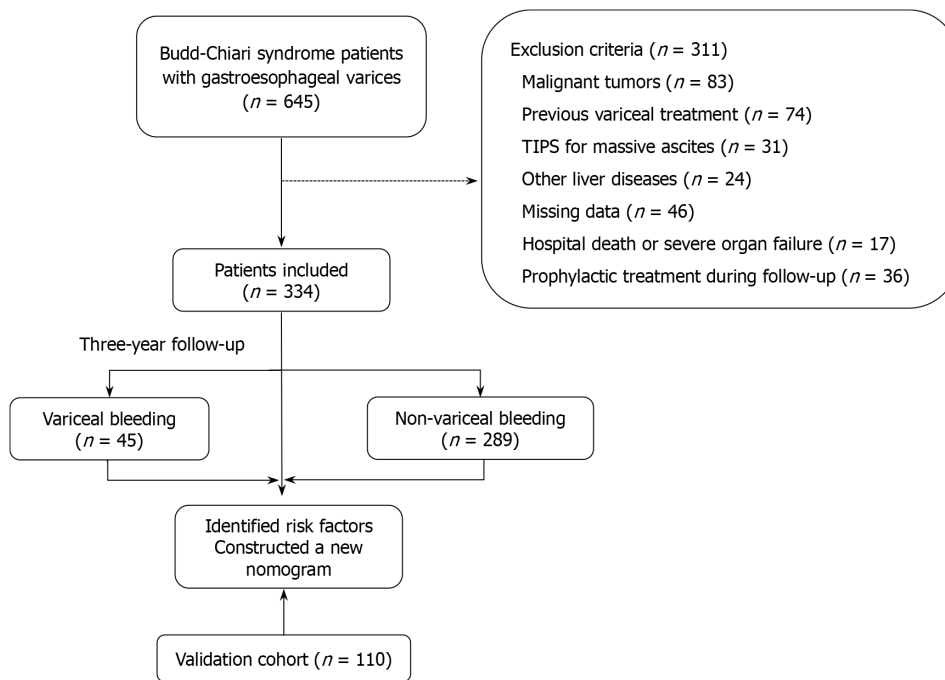 Budd-Chiari syndrome patients
with gastroesophageal varices
(n = 645)
Exclusion criteria (n = 311)
Malignant tumors (n = 83)
Previous variceal treatment (n = 74)
TIPS for massive ascites (n = 31)
Other liver diseases (n = 24)
Missing data (n = 46)
Hospital death or severe organ failure (n = 17)
Prophylactic treatment during follow-up (n = 36)
Patients included
(n = 334)
Three-year follow-up
Variceal bleeding
(n = 45)
Non-variceal bleeding
(n = 289)
Identified risk factors
Constructed a new
nomogram
Validation cohort (n = 110)